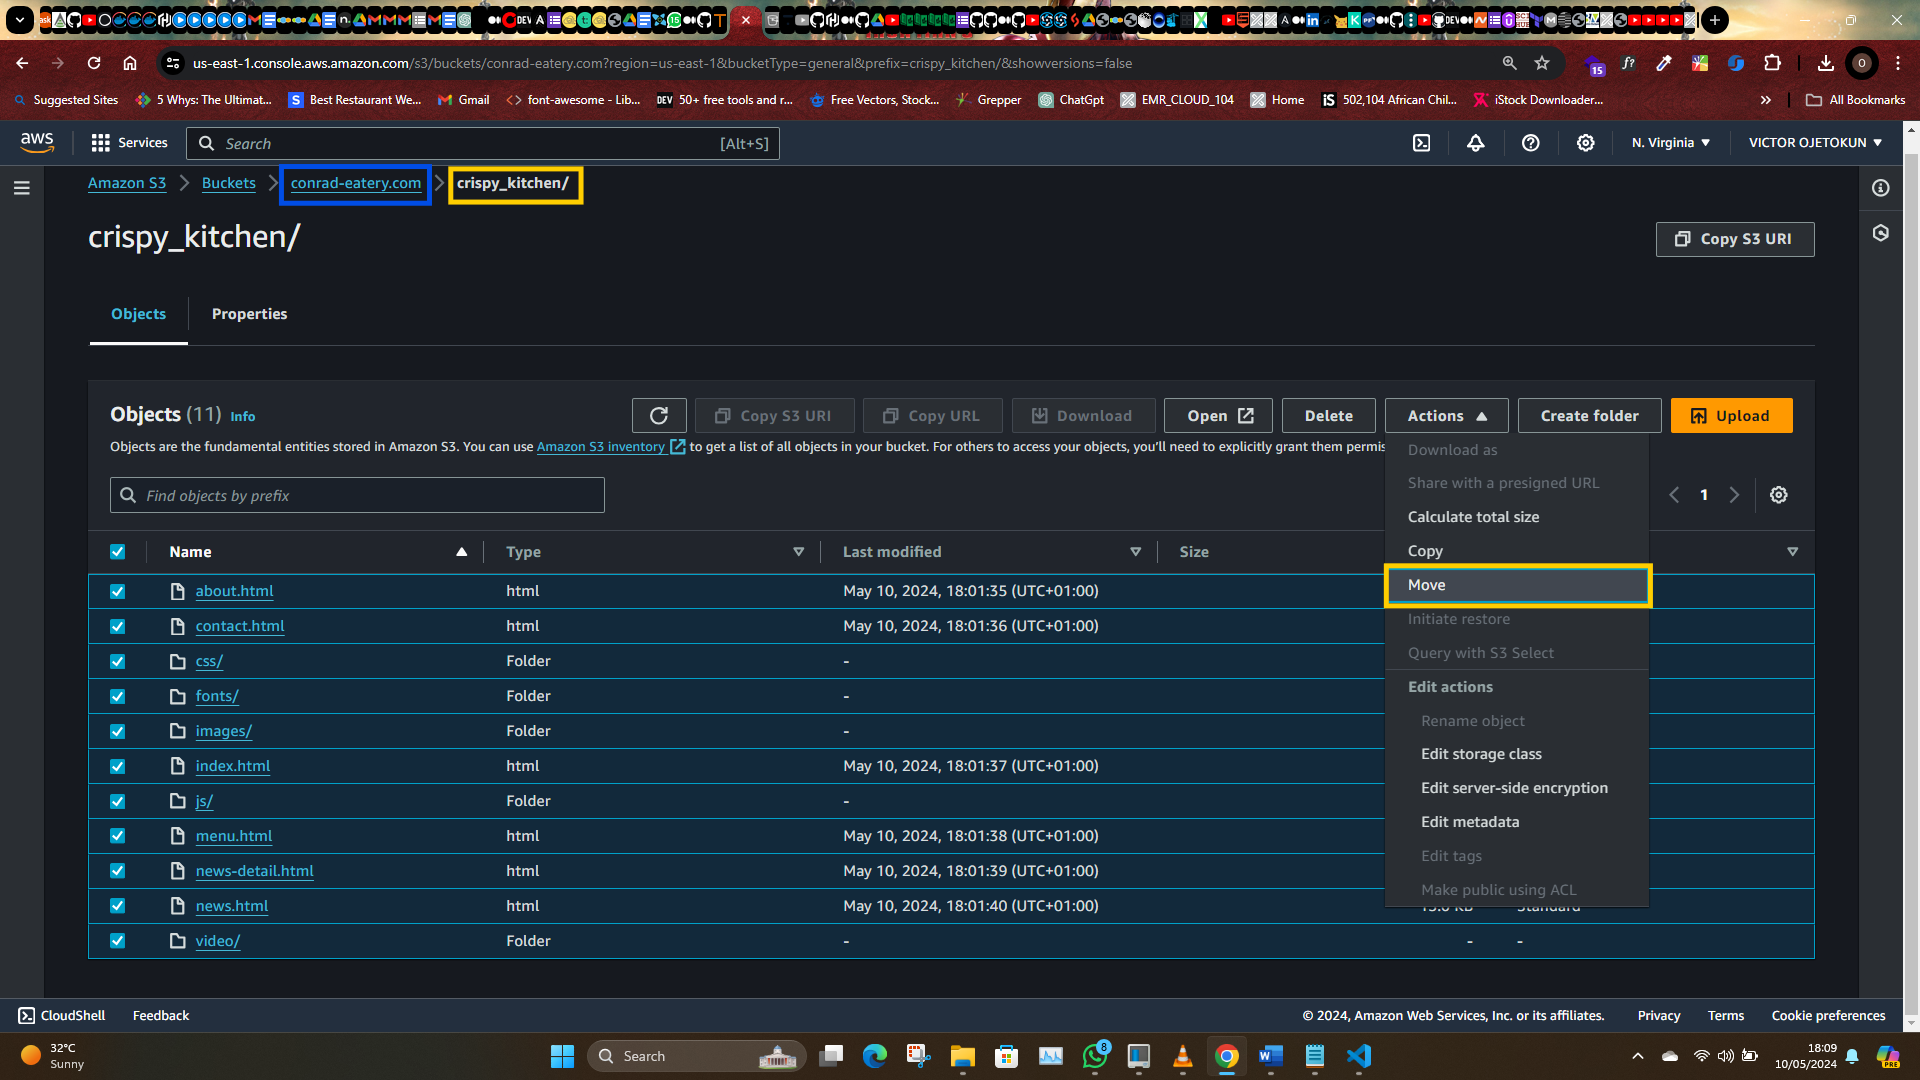 us-east-1.console.aws.amazon.com/s3/buckets/conrad-eatery.com?region=us-east-1&bucketType=general&prefix=crispy_kitchen/&showversions=false
15
f?
O
Suggested Sites
5 Whys: The Ultimat...
Best Restaurant We...
Gmail
font-awesome - Lib...
DEV 50+ free tools and r...
Free Vectors, Stock...
Grepper
ChatGpt
EMR_CLOUD_104
Home
iS 502,104 African Chil...
iStock Downloader...
All Bookmarks
aws
Services
Search
[Alt+S]
N. Virginia
VICTOR OJETOKUN
Amazon S3
Buckets
conrad-eatery.com
crispy_kitchen/
crispy_kitchen/
Copy S3 URI
Objects
Properties
Objects (11) Info
Copy S3 URI
Copy URL
Download
Open
Delete
Actions
Create folder
Upload
Objects are the fundamental entities stored in Amazon S3. You can use Amazon S3 inventory to get a list of all objects in your bucket. For others to access your objects, you'll need to explicitly grant them permis
Find objects by prefix
1
Download as
Share with a presigned URL
Calculate total size
Copy
Move
Initiate restore
Query with S3 Select
Edit actions
Rename object
Edit storage class
Edit server-side encryption
Edit metadata
Edit tags
Make public using ACL
Name Type Last modified Size
about.html html May 10, 2024, 18:01:35 (UTC+01:00)
contact.html html May 10, 2024, 18:01:36 (UTC+01:00)
css/ Folder -
fonts/ Folder -
images/ Folder -
index.html html May 10, 2024, 18:01:37 (UTC+01:00)
js/ Folder -
menu.html html May 10, 2024, 18:01:38 (UTC+01:00)
news-detail.html html May 10, 2024, 18:01:39 (UTC+01:00)
news.html html May 10, 2024, 18:01:40 (UTC+01:00) KB Standard
video/ Folder - - -
CloudShell
Feedback
© 2024, Amazon Web Services, Inc. or its affiliates.
Privacy
Terms
Cookie preferences
32°C
Sunny
Search
8
18:09
10/05/2024
PRE